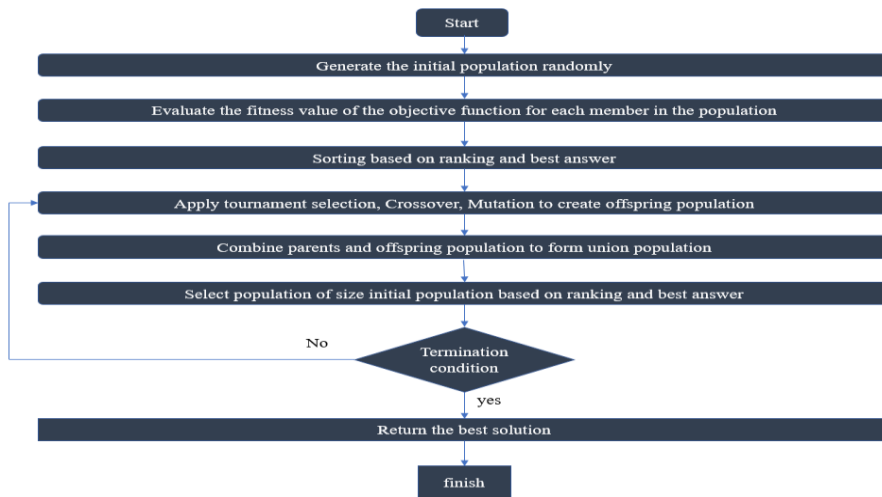 Start
Generate the initial population randomly
Evaluate the fitness value of the objective function for each member in the population
Sorting based on ranking and best answer
Apply tournament selection, Crossover, Mutation to create offspring population
Combine parents and offspring population to form union population
Select population of size initial population based on ranking and best answer
No
Termination
condition
yes
Return the best solution
finish